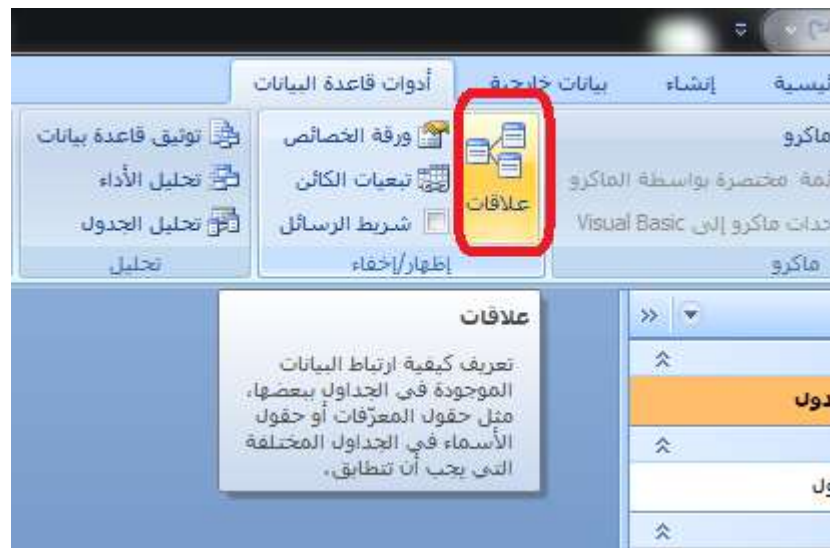 إنشاء بيانات خارجية أدوات قاعدة البيانات
ماكرو
بواسطة الماكرو
ماكرو إلى Visual Basic
ماكرو
علاقات
ورقة الخصائص
تبعيات الكائن
شريط الرسائل
إظهار/إخفاء
توثيق قاعدة بيانات
تحليل الأداء
تحليل الجدول
تحليل
علاقات
تعريف كيفية ارتباط البيانات
الموجودة في الجداول ببعضها،
مثل حقول المعرّفات أو حقول
الأسماء في الجداول المختلفة
التي يجب أن تتطابق.